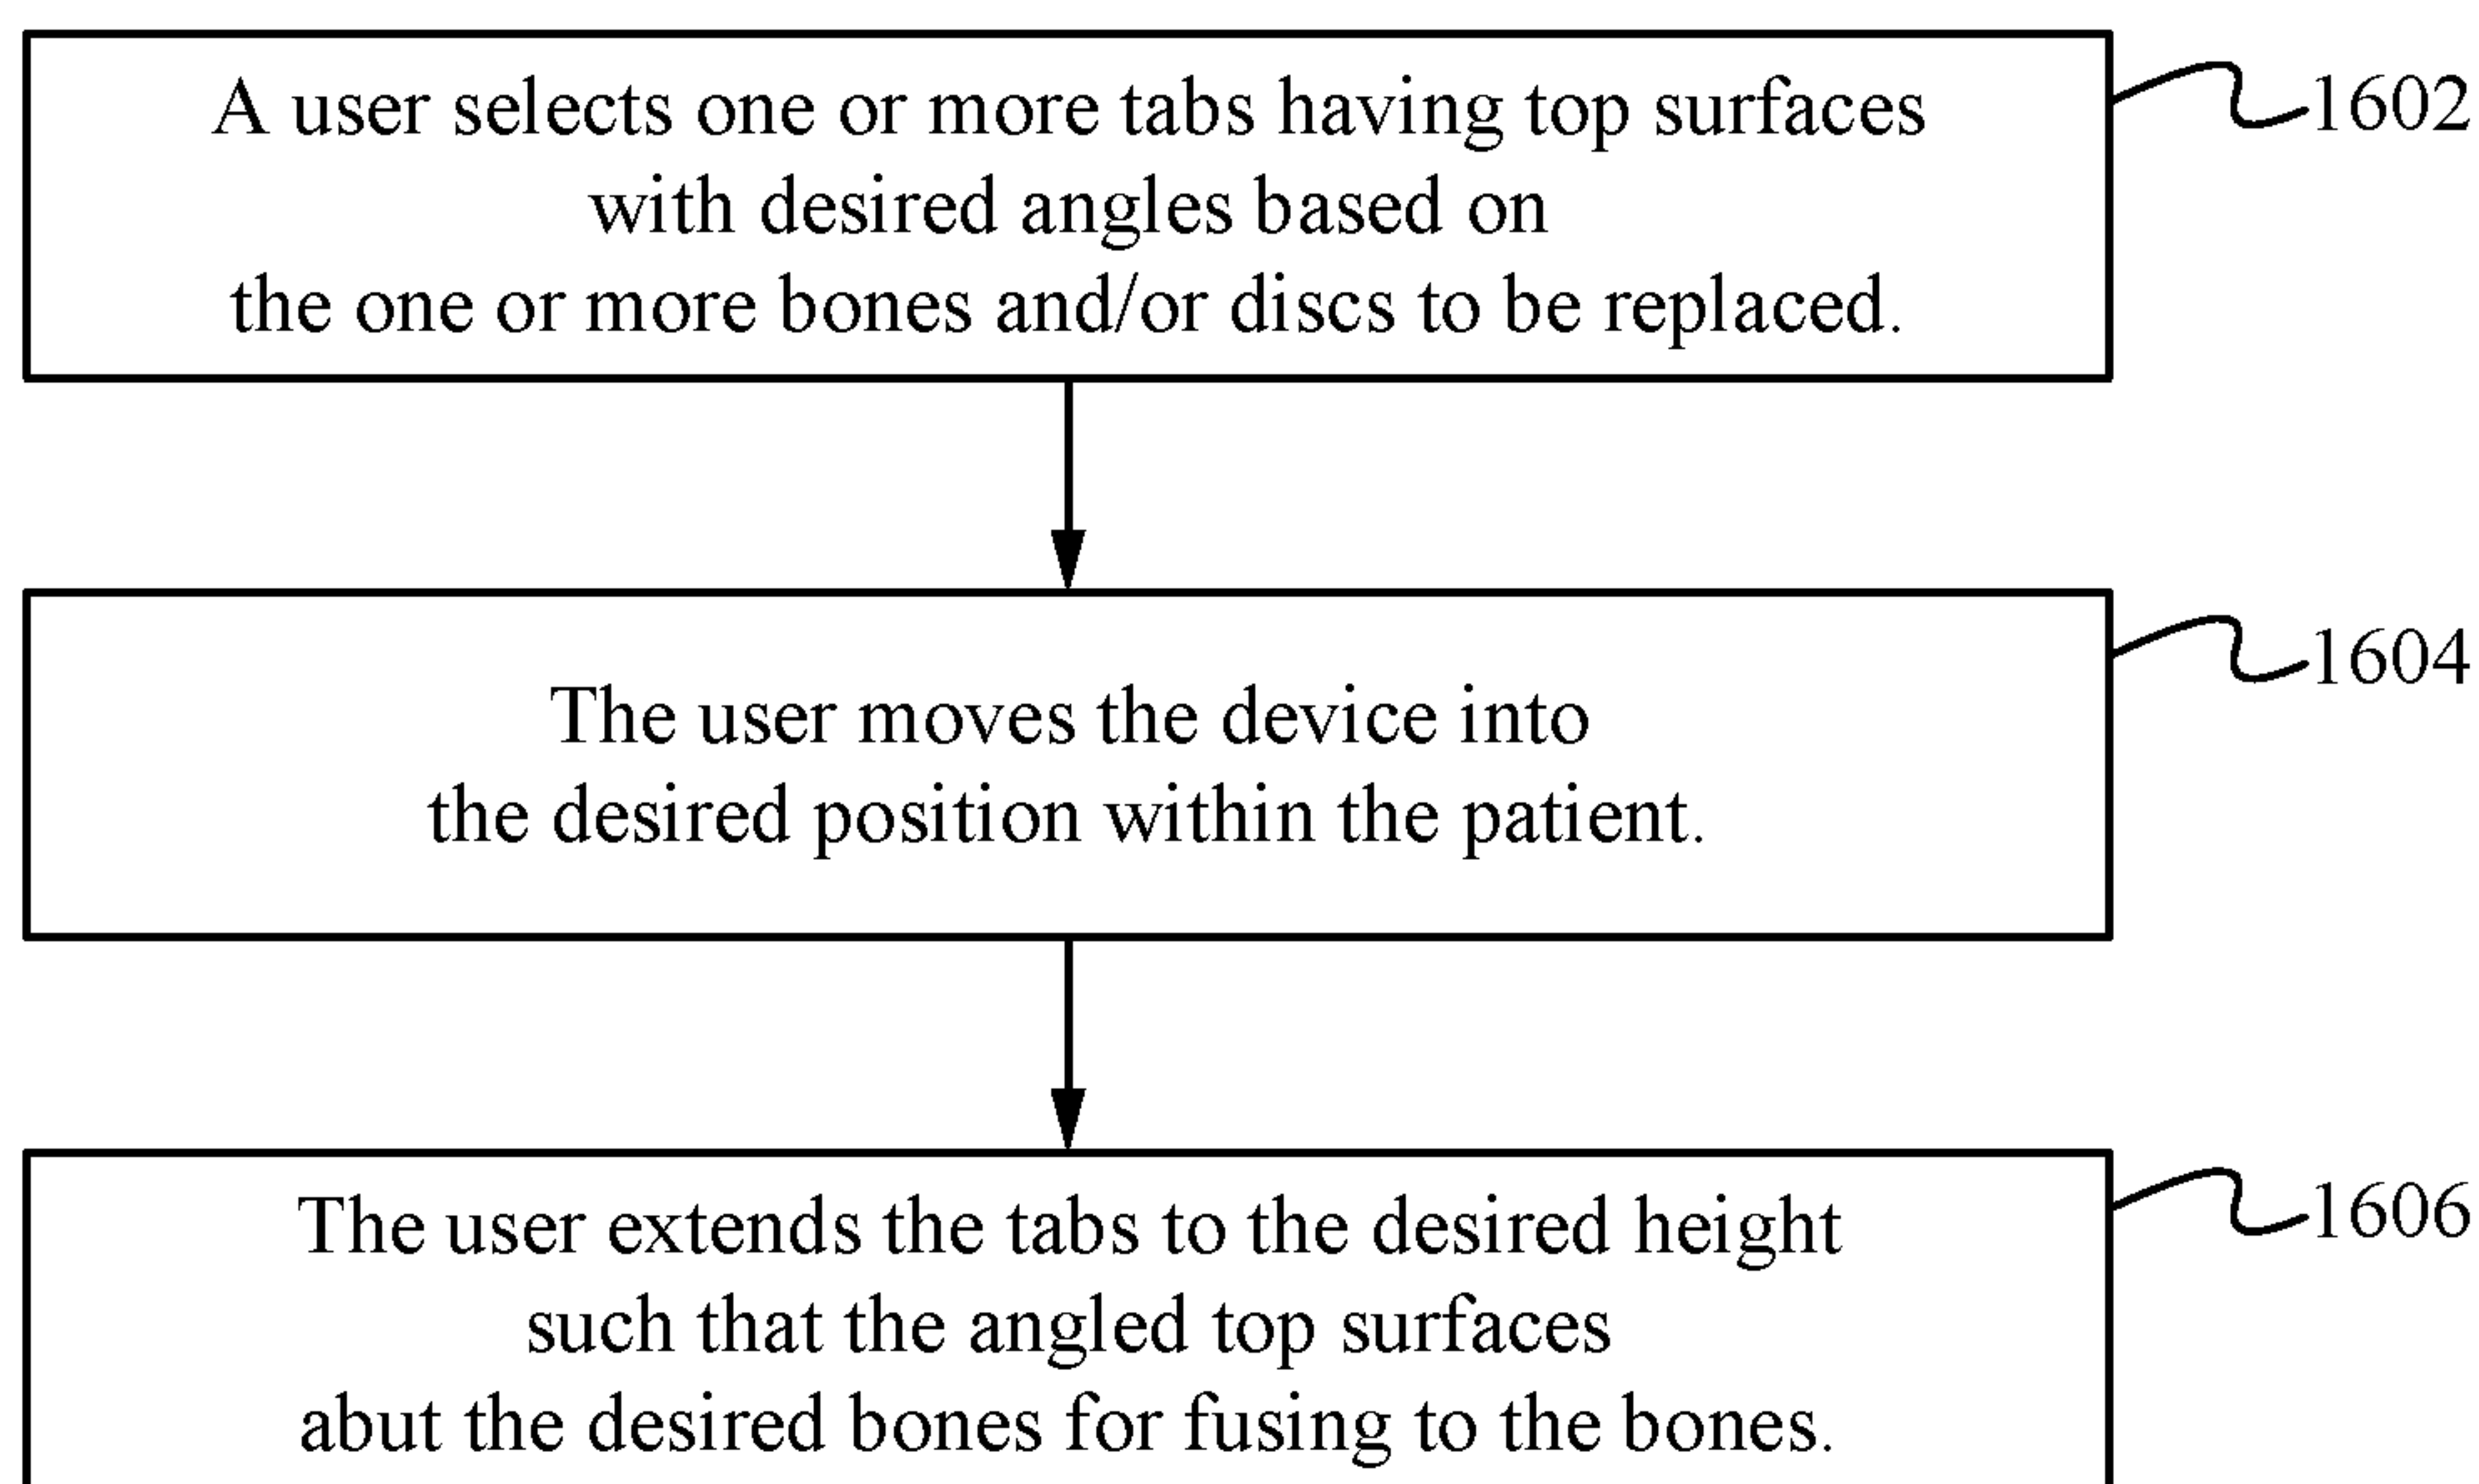 A user selects one or more tabs having top surfaces
with desired angles based on
the one or more bones and/or discs to be replaced.
1602
The user moves the device into
the desired position within the patient.
1604
The user extends the tabs to the desired height
such that the angled top surfaces
abut the desired bones for fusing to the bones.
1606